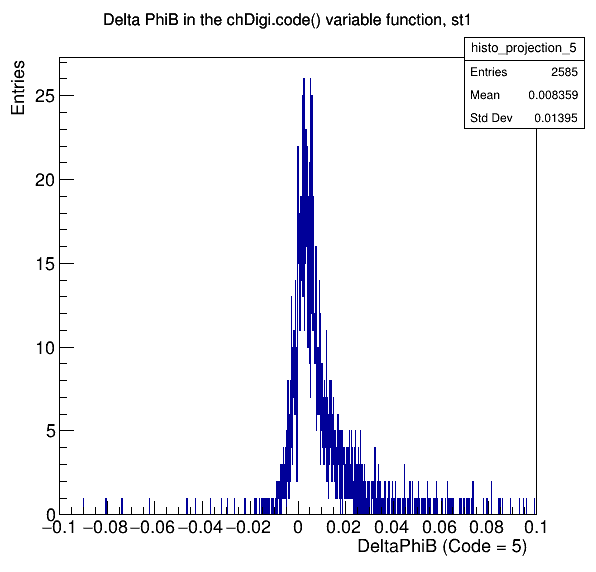 Delta PhiB in the chDigi.code() variable function, st1
histo_projection_5
Entries 2585
Mean 0.008359
Std Dev 0.01395
Entries
25
20
15
10
5
0
−0.1 −0.08 −0.06 −0.04 −0.02 0 0.02 0.04 0.06 0.08 0.1
DeltaPhiB (Code = 5)